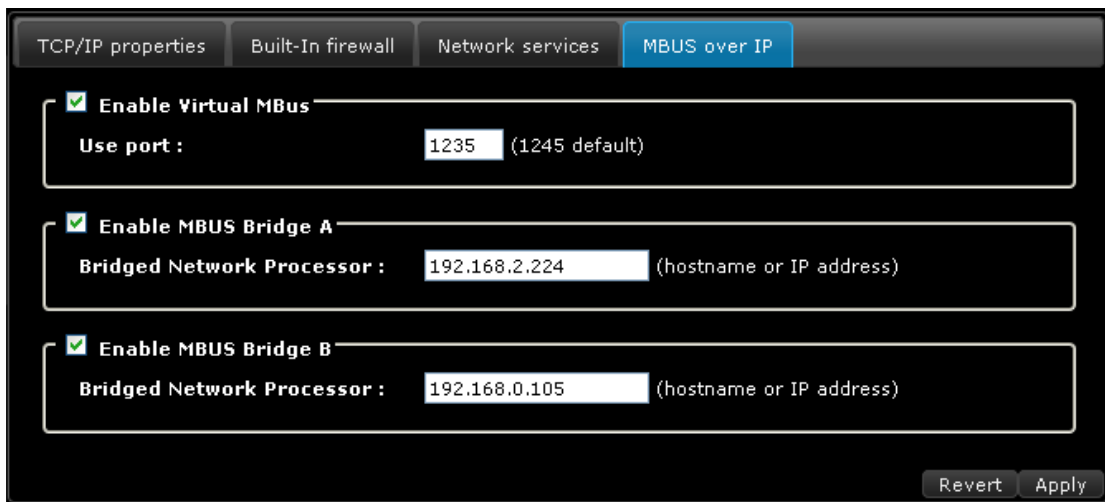 TCP/IP properties Built-In firewall Network services MBUS over IP
Enable Virtual MBus
Use port : 1235 (1245 default)
Enable MBUS Bridge A
Bridged Network Processor : 192.168.2.224 (hostname or IP address)
Enable MBUS Bridge B
Bridged Network Processor : 192.168.0.105 (hostname or IP address)
Revert Apply